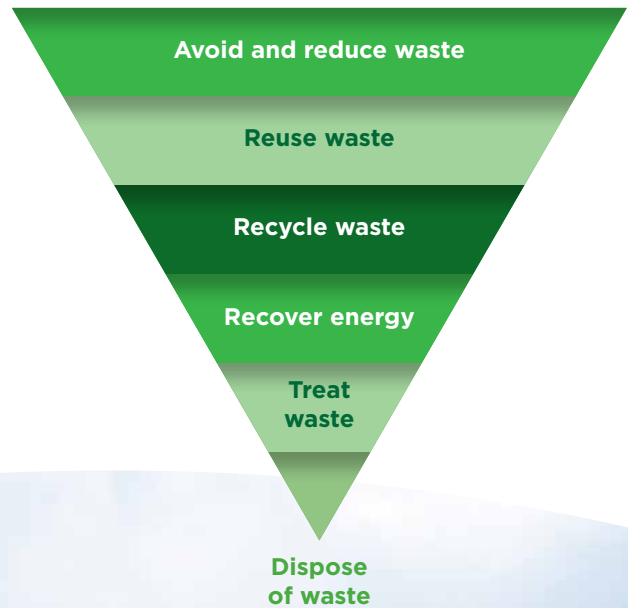 Avoid and reduce waste
Reuse waste
Recycle waste
Recover energy
Treat
waste
Dispose
of waste